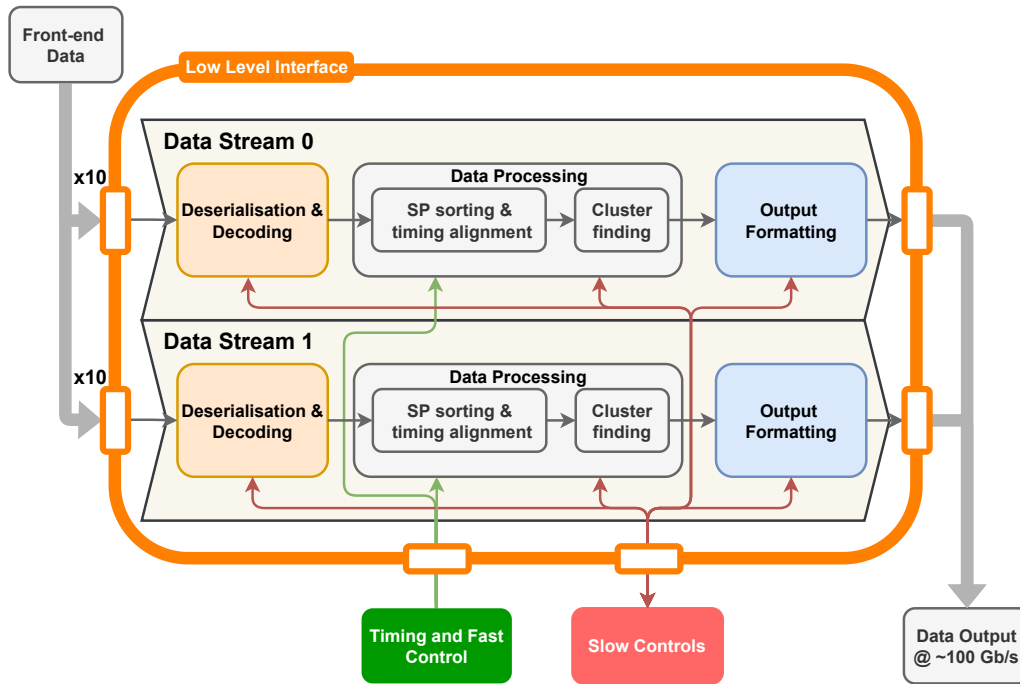 Front-end
Data
Low Level Interface
x10
Data Stream 0
Deserialisation &
Decoding
Data Processing
SP sorting &
timing alignment
Cluster
finding
Output
Formatting
x10
Data Stream 1
Deserialisation &
Decoding
Data Processing
SP sorting &
timing alignment
Cluster
finding
Output
Formatting
Timing and Fast
Control
Slow Controls
Data Output
@ ~100 Gb/s